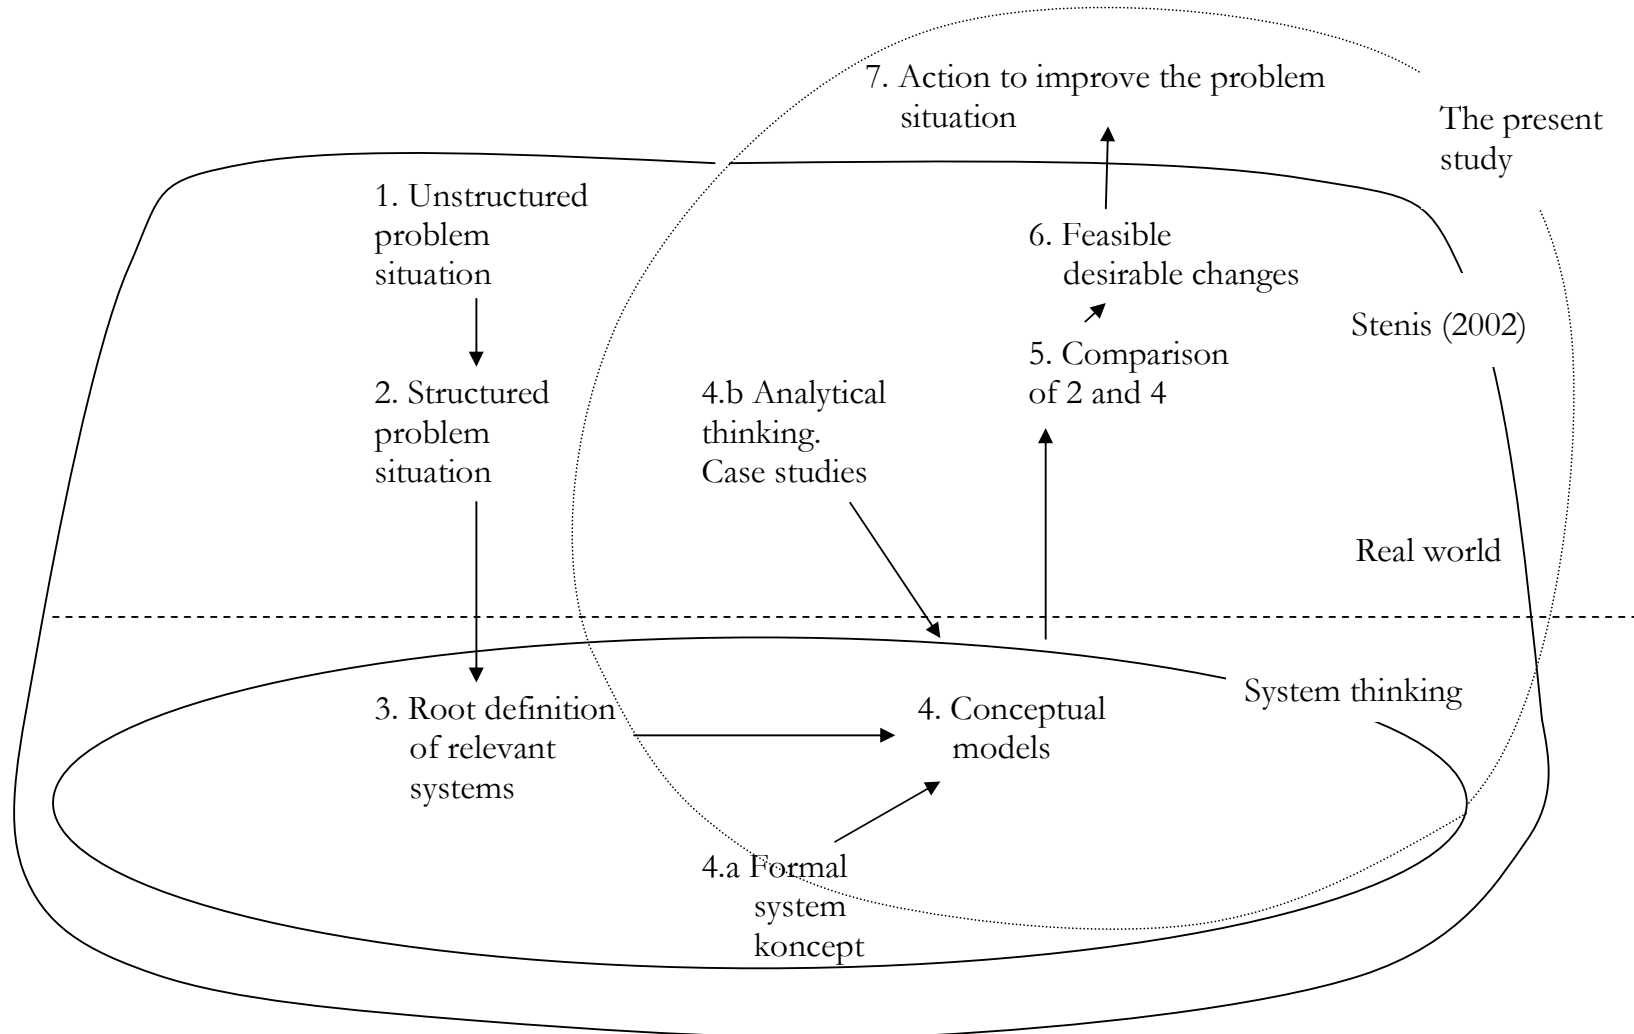 7. Action to improve the problem
situation
The present
study
1. Unstructured
problem
situation
6. Feasible
desirable changes
Stenis (2002)
5. Comparison
of 2 and 4
2. Structured
problem
situation
4.b Analytical
thinking.
Case studies
Real world
System thinking
3. Root definition
of relevant
systems
4. Conceptual
models
4.a Formal
system
koncept